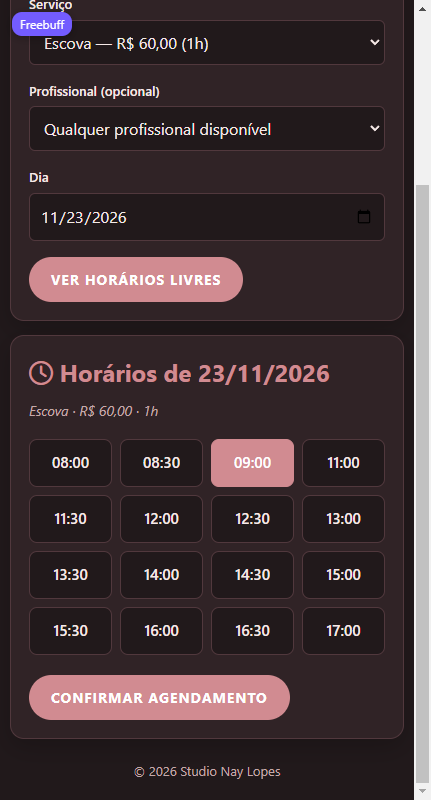 Serviço
Freebuff
Escova — R$ 60,00 (1h)
Profissional (opcional)
Qualquer profissional disponível
Dia
11/23/2026
VER HORÁRIOS LIVRES
Horários de 23/11/2026
Escova · R$ 60,00 · 1h
08:00 08:30 09:00 11:00
11:30 12:00 12:30 13:00
13:30 14:00 14:30 15:00
15:30 16:00 16:30 17:00
CONFIRMAR AGENDAMENTO
© 2026 Studio Nay Lopes